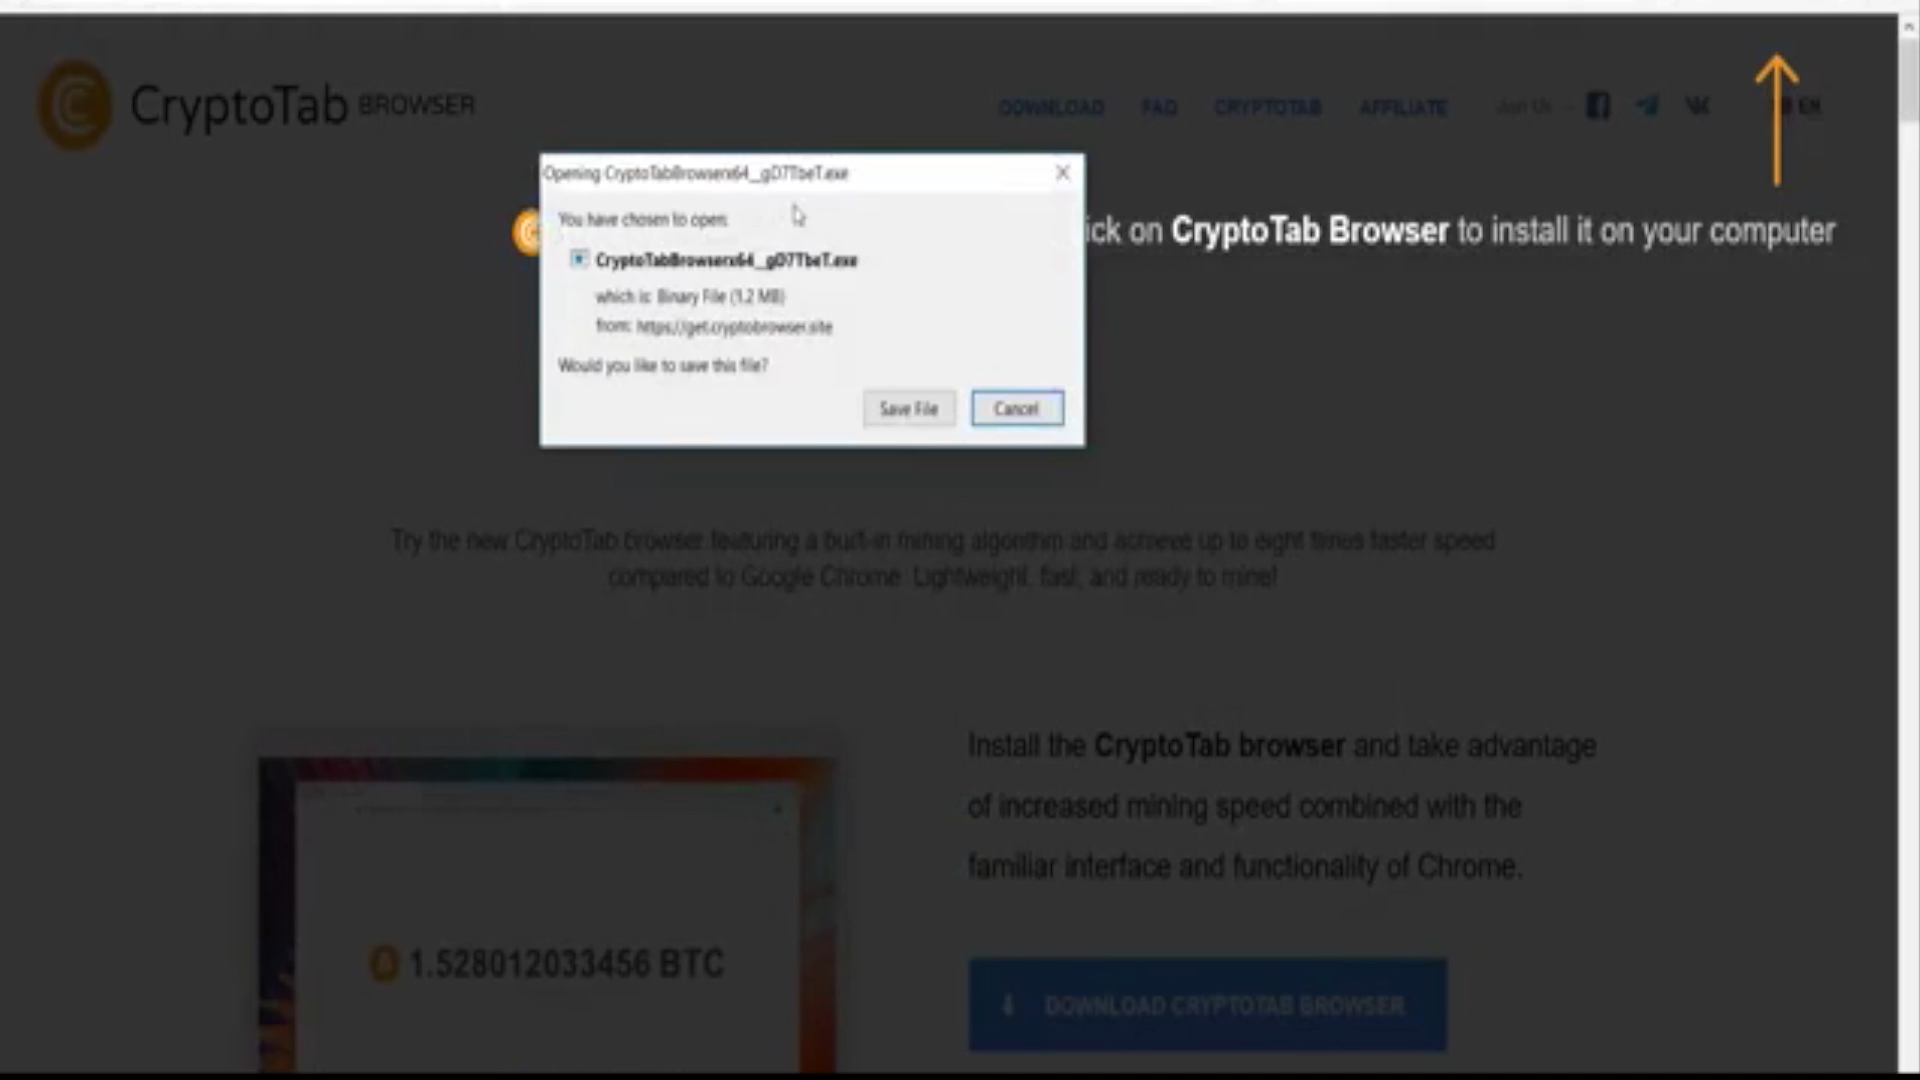 CryptoTab BROWSER
DOWNLOAD FAQ CRYPTOTAB AFFILIATE Join Us EN
Opening CryptoTabBrowserx64_gD7TbeT.exe
You have chosen to open:
ick on CryptoTab Browser to install it on your computer
CryptoTabBrowserx64_gD7TbeT.exe
which is: Binary File (1.2 MB)
from: https://get.cryptobrowser.site
Would you like to save this file?
Save File Cancel
Try the new CryptoTab browser featuring a built-in mining algorithm and achieve up to eight times faster speed
compared to Google Chrome. Lightweight, fast, and ready to mine!
Install the CryptoTab browser and take advantage
of increased mining speed combined with the
familiar interface and functionality of Chrome.
1.528012033456 BTC
DOWNLOAD CRYPTOTAB BROWSER